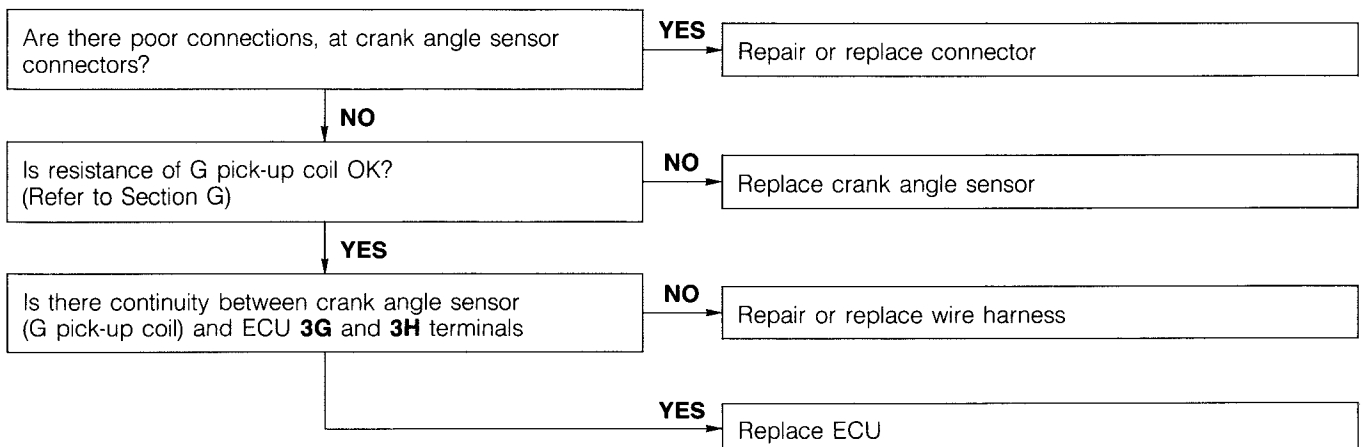 Are there poor connections, at crank angle sensor
connectors?
YES
Repair or replace connector
NO
Is resistance of G pick-up coil OK?
(Refer to Section G)
NO
Replace crank angle sensor
YES
Is there continuity between crank angle sensor
(G pick-up coil) and ECU 3G and 3H terminals
NO
Repair or replace wire harness
YES
Replace ECU